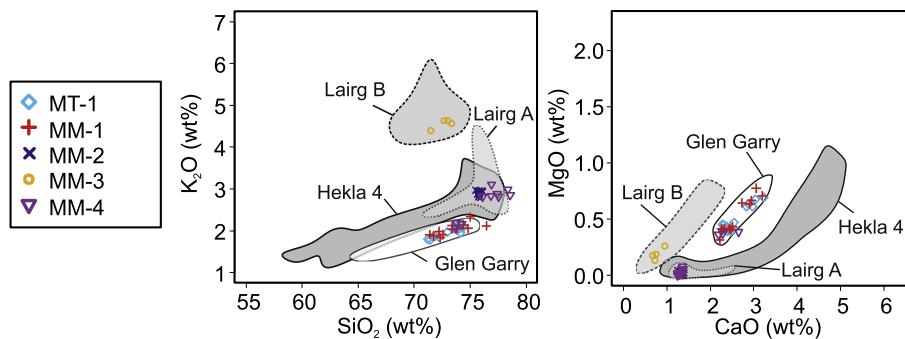 MT-1
MM-1
MM-2
MM-3
MM-4
K₂O (wt%)
7
6
5
4
3
2
1
Lairg B
Lairg A
Hekla 4
Glen Garry
55 60 65 70 75 80
SiO₂ (wt%)
MgO (wt%)
2.0
1.5
1.0
0.5
0.0
Glen Garry
Lairg B
Hekla 4
Lairg A
0 1 2 3 4 5 6
CaO (wt%)